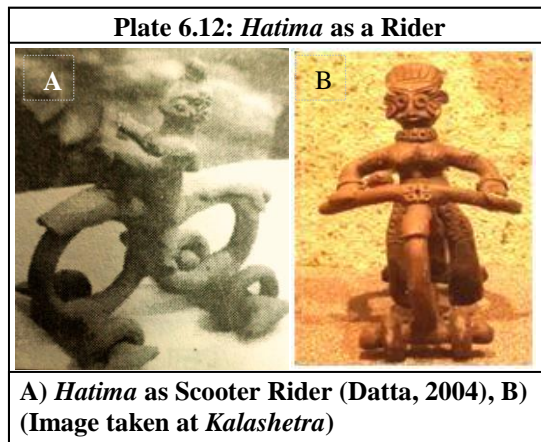 Plate 6.12: Hatima as a Rider
A
B
A) Hatima as Scooter Rider (Datta, 2004), B)
(Image taken at Kalashetra)